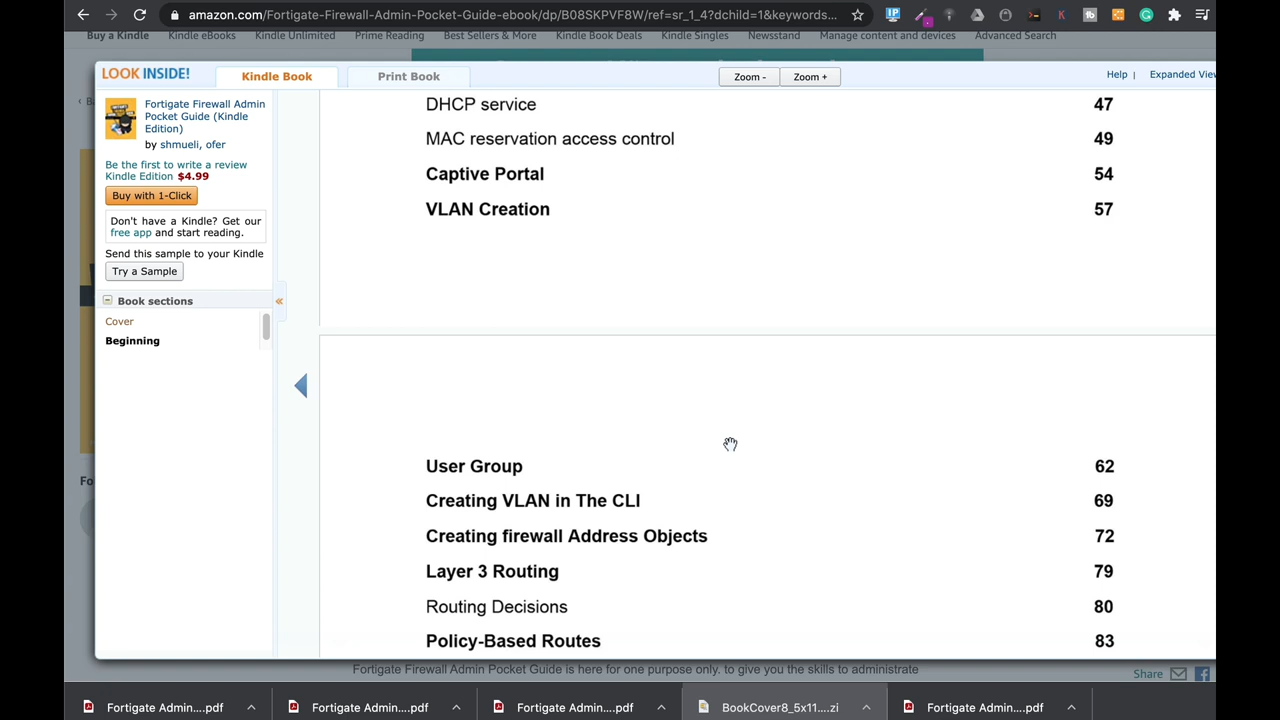 amazon.com/Fortigate-Firewall-Admin-Pocket-Guide-ebook/dp/B08SKPVF8W/ref=sr_1_4?dchild=1&keywords...
Buy a Kindle Kindle eBooks Kindle Unlimited Prime Reading Best Sellers & More Kindle Book Deals Kindle Singles Newsstand Manage content and devices Advanced Search
LOOK INSIDE! Kindle Book Print Book Zoom - Zoom + Help | Expanded View
‹ Ba
Fortigate Firewall Admin
Pocket Guide (Kindle
Edition)
by shmueli, ofer
Be the first to write a review
Kindle Edition $4.99
Buy with 1-Click
Don't have a Kindle? Get our
free app and start reading.
Send this sample to your Kindle
Try a Sample
Book sections
Cover
Beginning
«
DHCP service 47
MAC reservation access control 49
Captive Portal 54
VLAN Creation 57
User Group 62
Creating VLAN in The CLI 69
Creating firewall Address Objects 72
Layer 3 Routing 79
Routing Decisions 80
Policy-Based Routes 83
Fo
Fortigate Firewall Admin Pocket Guide is here for one purpose only. to give you the skills to administrate
Share
Fortigate Admin....pdf Fortigate Admin....pdf Fortigate Admin....pdf BookCover8_5x11....zi Fortigate Admin....pdf